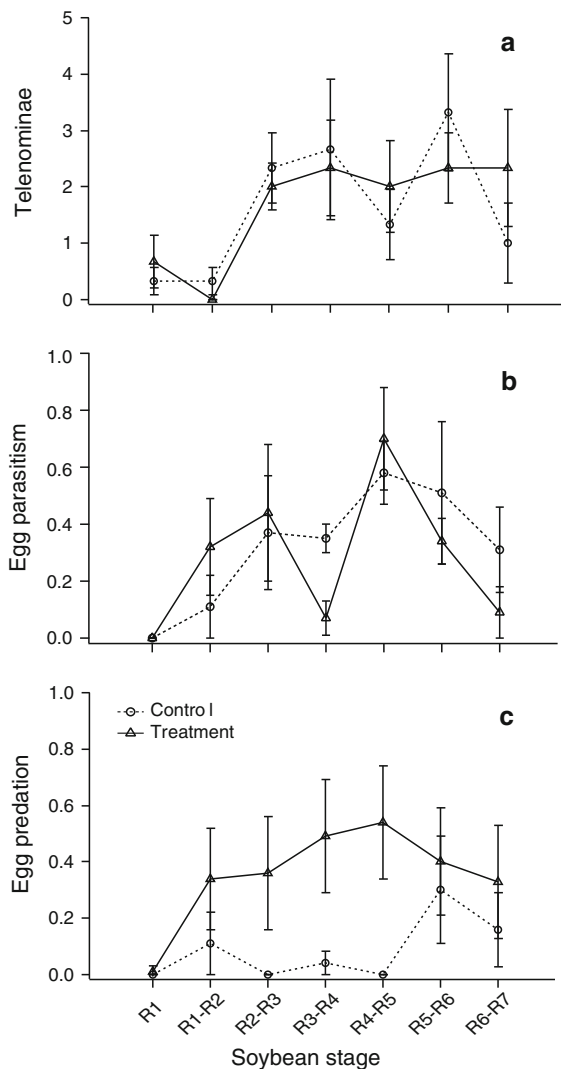 a
5
4
3
2
1
0
Telenominae
b
1.0
0.8
0.6
0.4
0.2
0.0
Egg parasitism
c
1.0
0.8
0.6
0.4
0.2
0.0
Egg predation
Contro l
Treatment
R1
R1-R2
R2-R3
R3-R4
R4-R5
R5-R6
R6-R7
Soybean stage